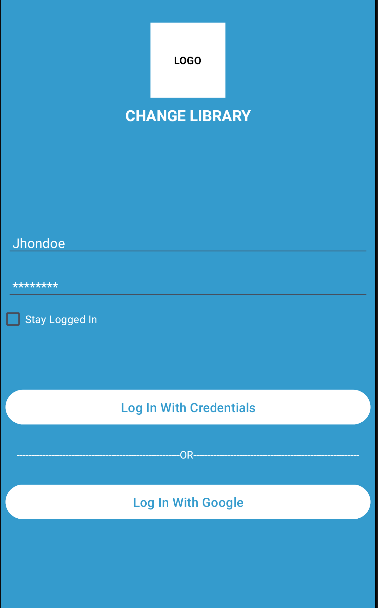 LOGO
CHANGE LIBRARY
Jhondoe
********
Stay Logged In
Log In With Credentials
OR
Log In With Google